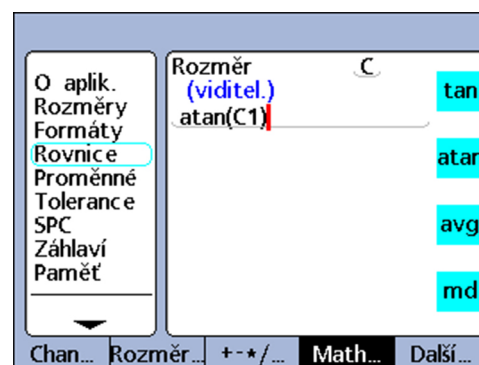 O aplik.
Rozměry
Formáty
Rovnice
Proměnné
Tolerance
SPC
Záhlaví
Paměť
Rozměr C
(viditel.)
atan(C1)
tan
atan
avg
md
Chan... Rozměr... +-*/... Math... Další...